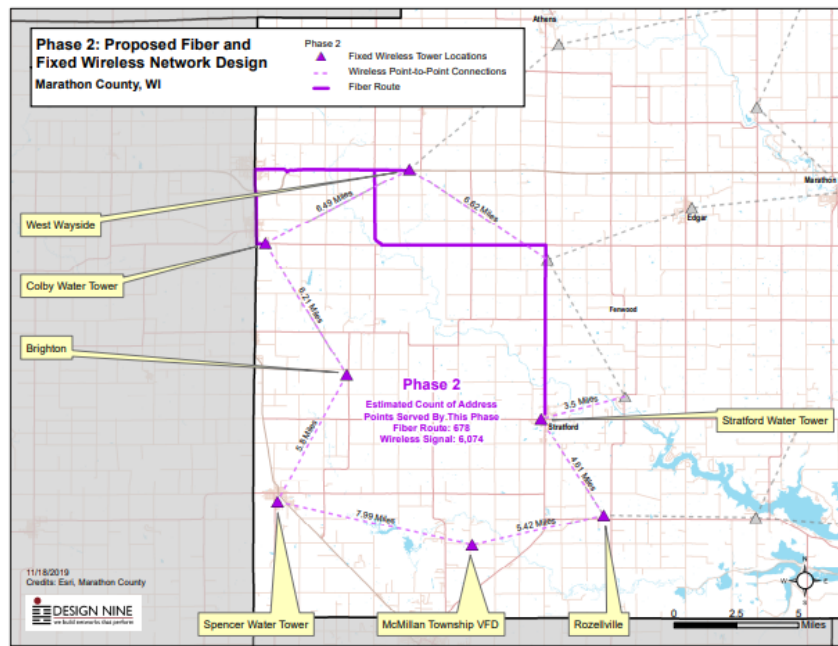 Phase 2: Proposed Fiber and
Fixed Wireless Network Design
Marathon County, WI
Phase 2
Fixed Wireless Tower Locations
Wireless Point-to-Point Connections
Fiber Route
Athens
Marathon
Edgar
West Wayside
6.49 Miles
6.62 Miles
Colby Water Tower
6.21 Miles
Fenwood
Brighton
Phase 2
Estimated Count of Address
Points Served By This Phase
Fiber Route: 678
Wireless Signal: 6,074
3.5 Miles
Stratford
Stratford Water Tower
5.8 Miles
4.61 Miles
7.99 Miles
5.42 Miles
11/18/2019
Credits: Esri, Marathon County
DESIGN NINE
we build networks that perform
Spencer Water Tower
McMillan Township VFD
Rozellville
N
W
E
S
0 2.5 5
Miles